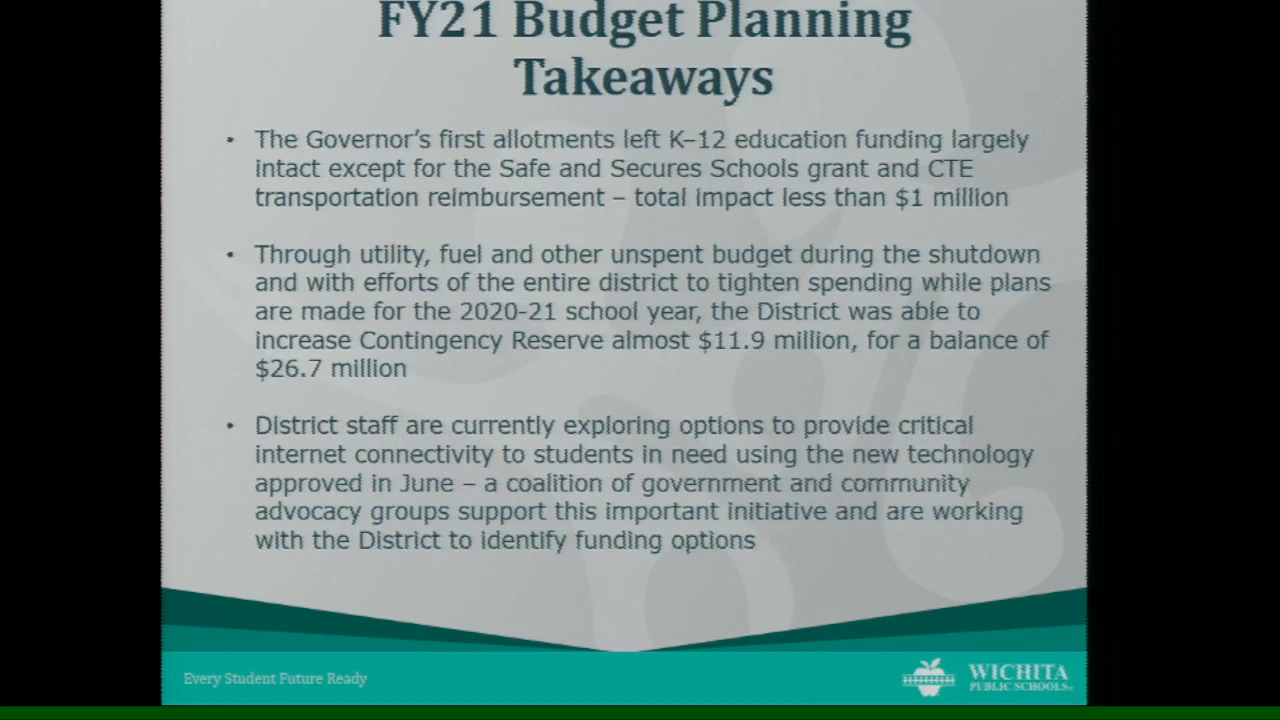 FY21 Budget Planning
Takeaways
• The Governor's first allotments left K–12 education funding largely
intact except for the Safe and Secures Schools grant and CTE
transportation reimbursement – total impact less than $1 million
• Through utility, fuel and other unspent budget during the shutdown
and with efforts of the entire district to tighten spending while plans
are made for the 2020-21 school year, the District was able to
increase Contingency Reserve almost $11.9 million, for a balance of
$26.7 million
• District staff are currently exploring options to provide critical
internet connectivity to students in need using the new technology
approved in June – a coalition of government and community
advocacy groups support this important initiative and are working
with the District to identify funding options
Every Student Future Ready
WICHITA
PUBLIC SCHOOLS